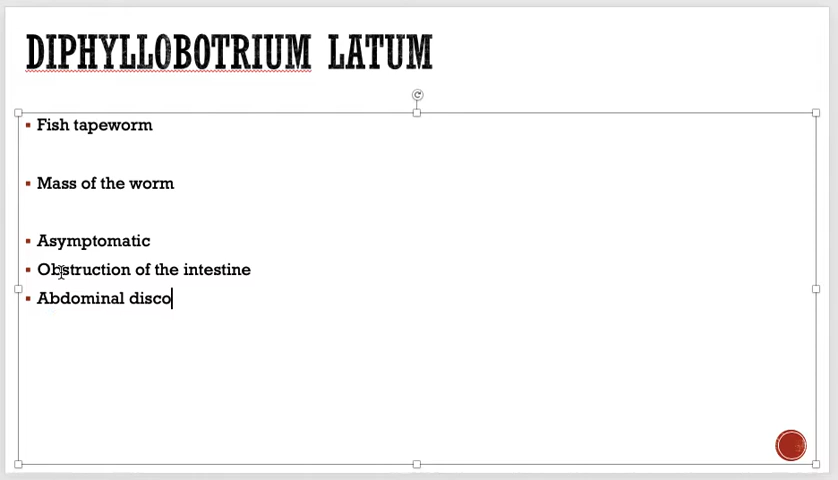 DIPHYLLOBOTRIUM LATUM
Fish tapeworm
Mass of the worm
Asymptomatic
Obstruction of the intestine
Abdominal disco